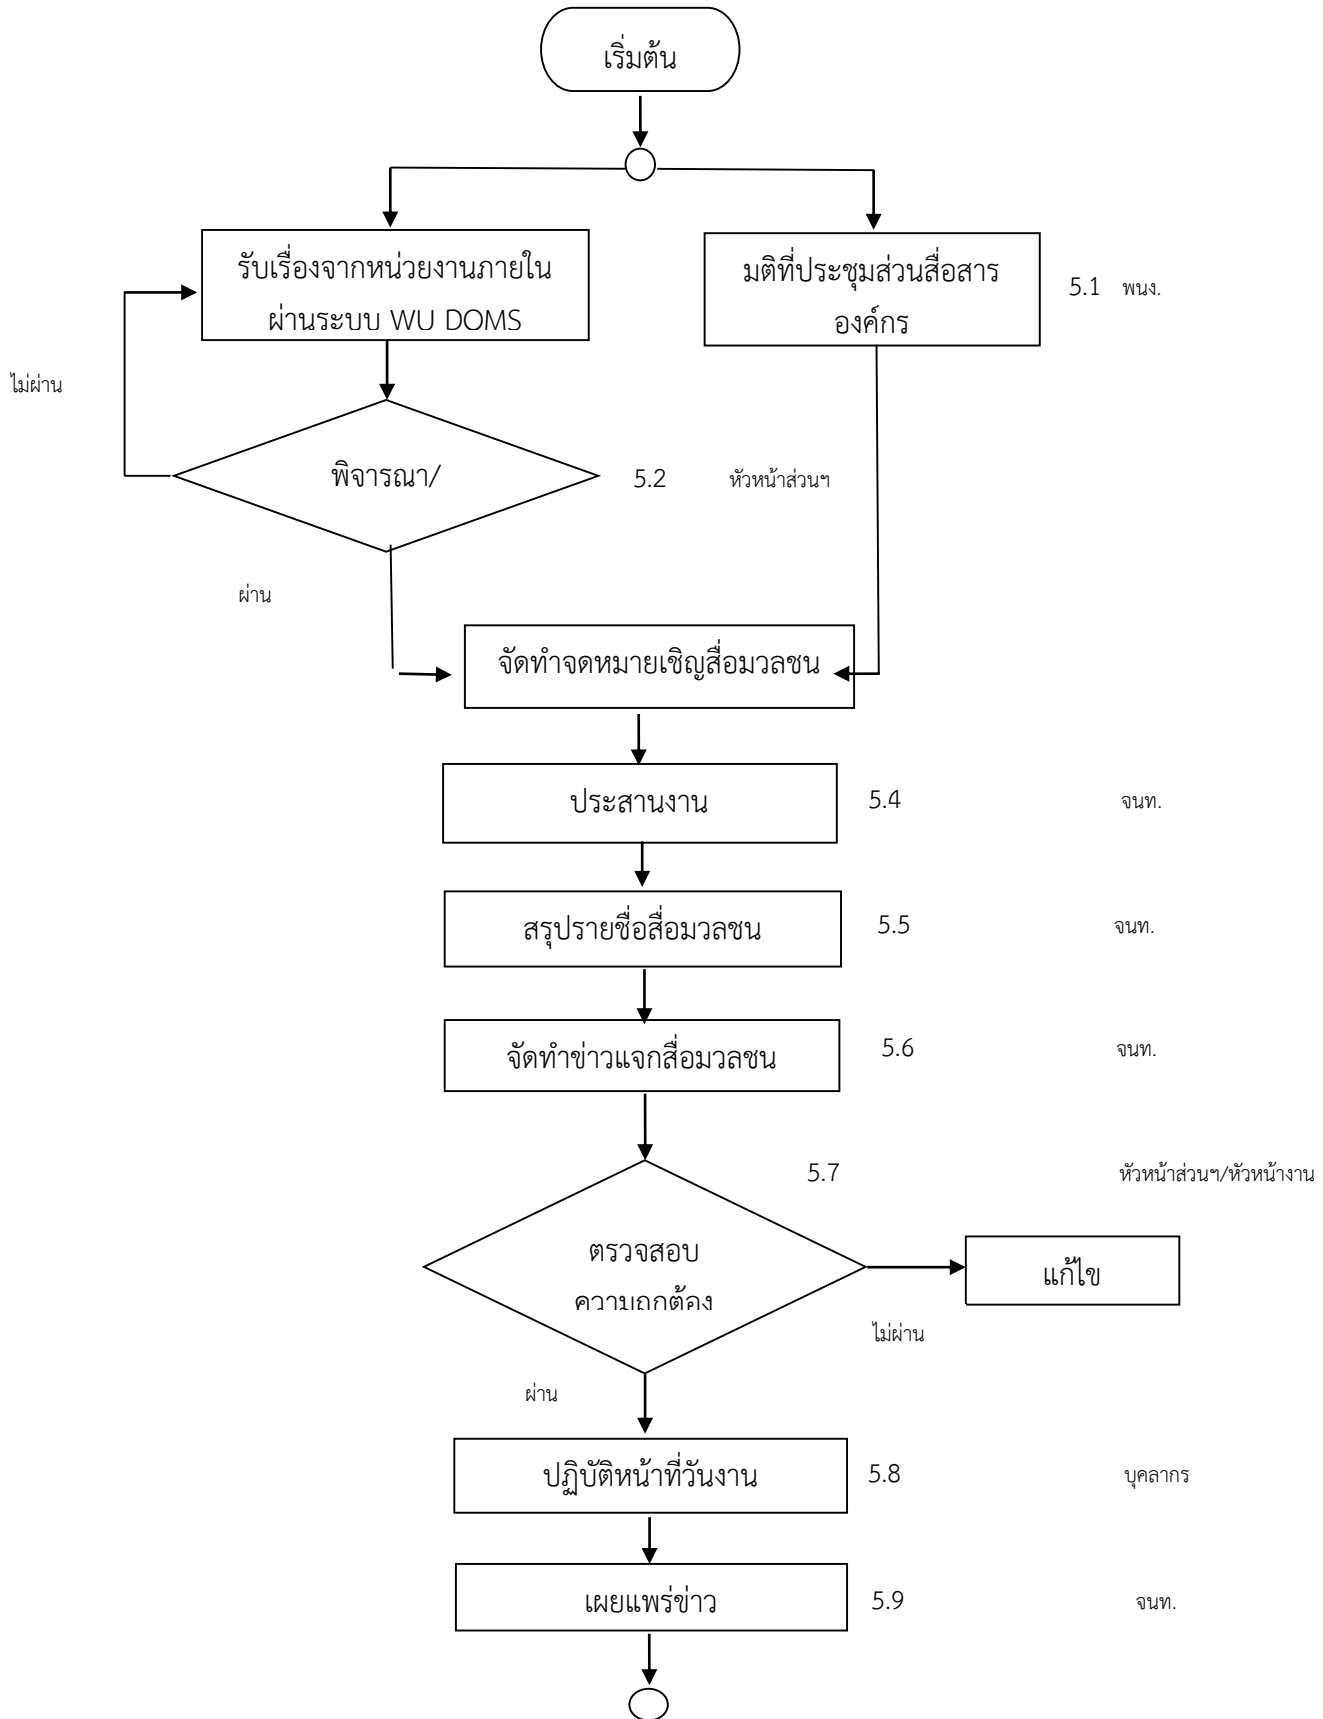 เริ่มต้น
รับเรื่องจากหน่วยงานภายใน
ผ่านระบบ WU DOMS
มติที่ประชุมส่วนสื่อสาร
องค์กร
5.1 พนง.
ไม่ผ่าน
พิจารณา/
5.2 หัวหน้าส่วนฯ
ผ่าน
จัดทำจดหมายเชิญสื่อมวลชน
ประสานงาน
5.4 จนท.
สรุปรายชื่อสื่อมวลชน
5.5 จนท.
จัดทำข่าวแจกสื่อมวลชน
5.6 จนท.
5.7 หัวหน้าส่วนฯ/หัวหน้างาน
ตรวจสอบ
ความถูกต้อง
แก้ไข
ไม่ผ่าน
ผ่าน
ปฏิบัติหน้าที่วันงาน
5.8 บุคลากร
เผยแพร่ข่าว
5.9 จนท.